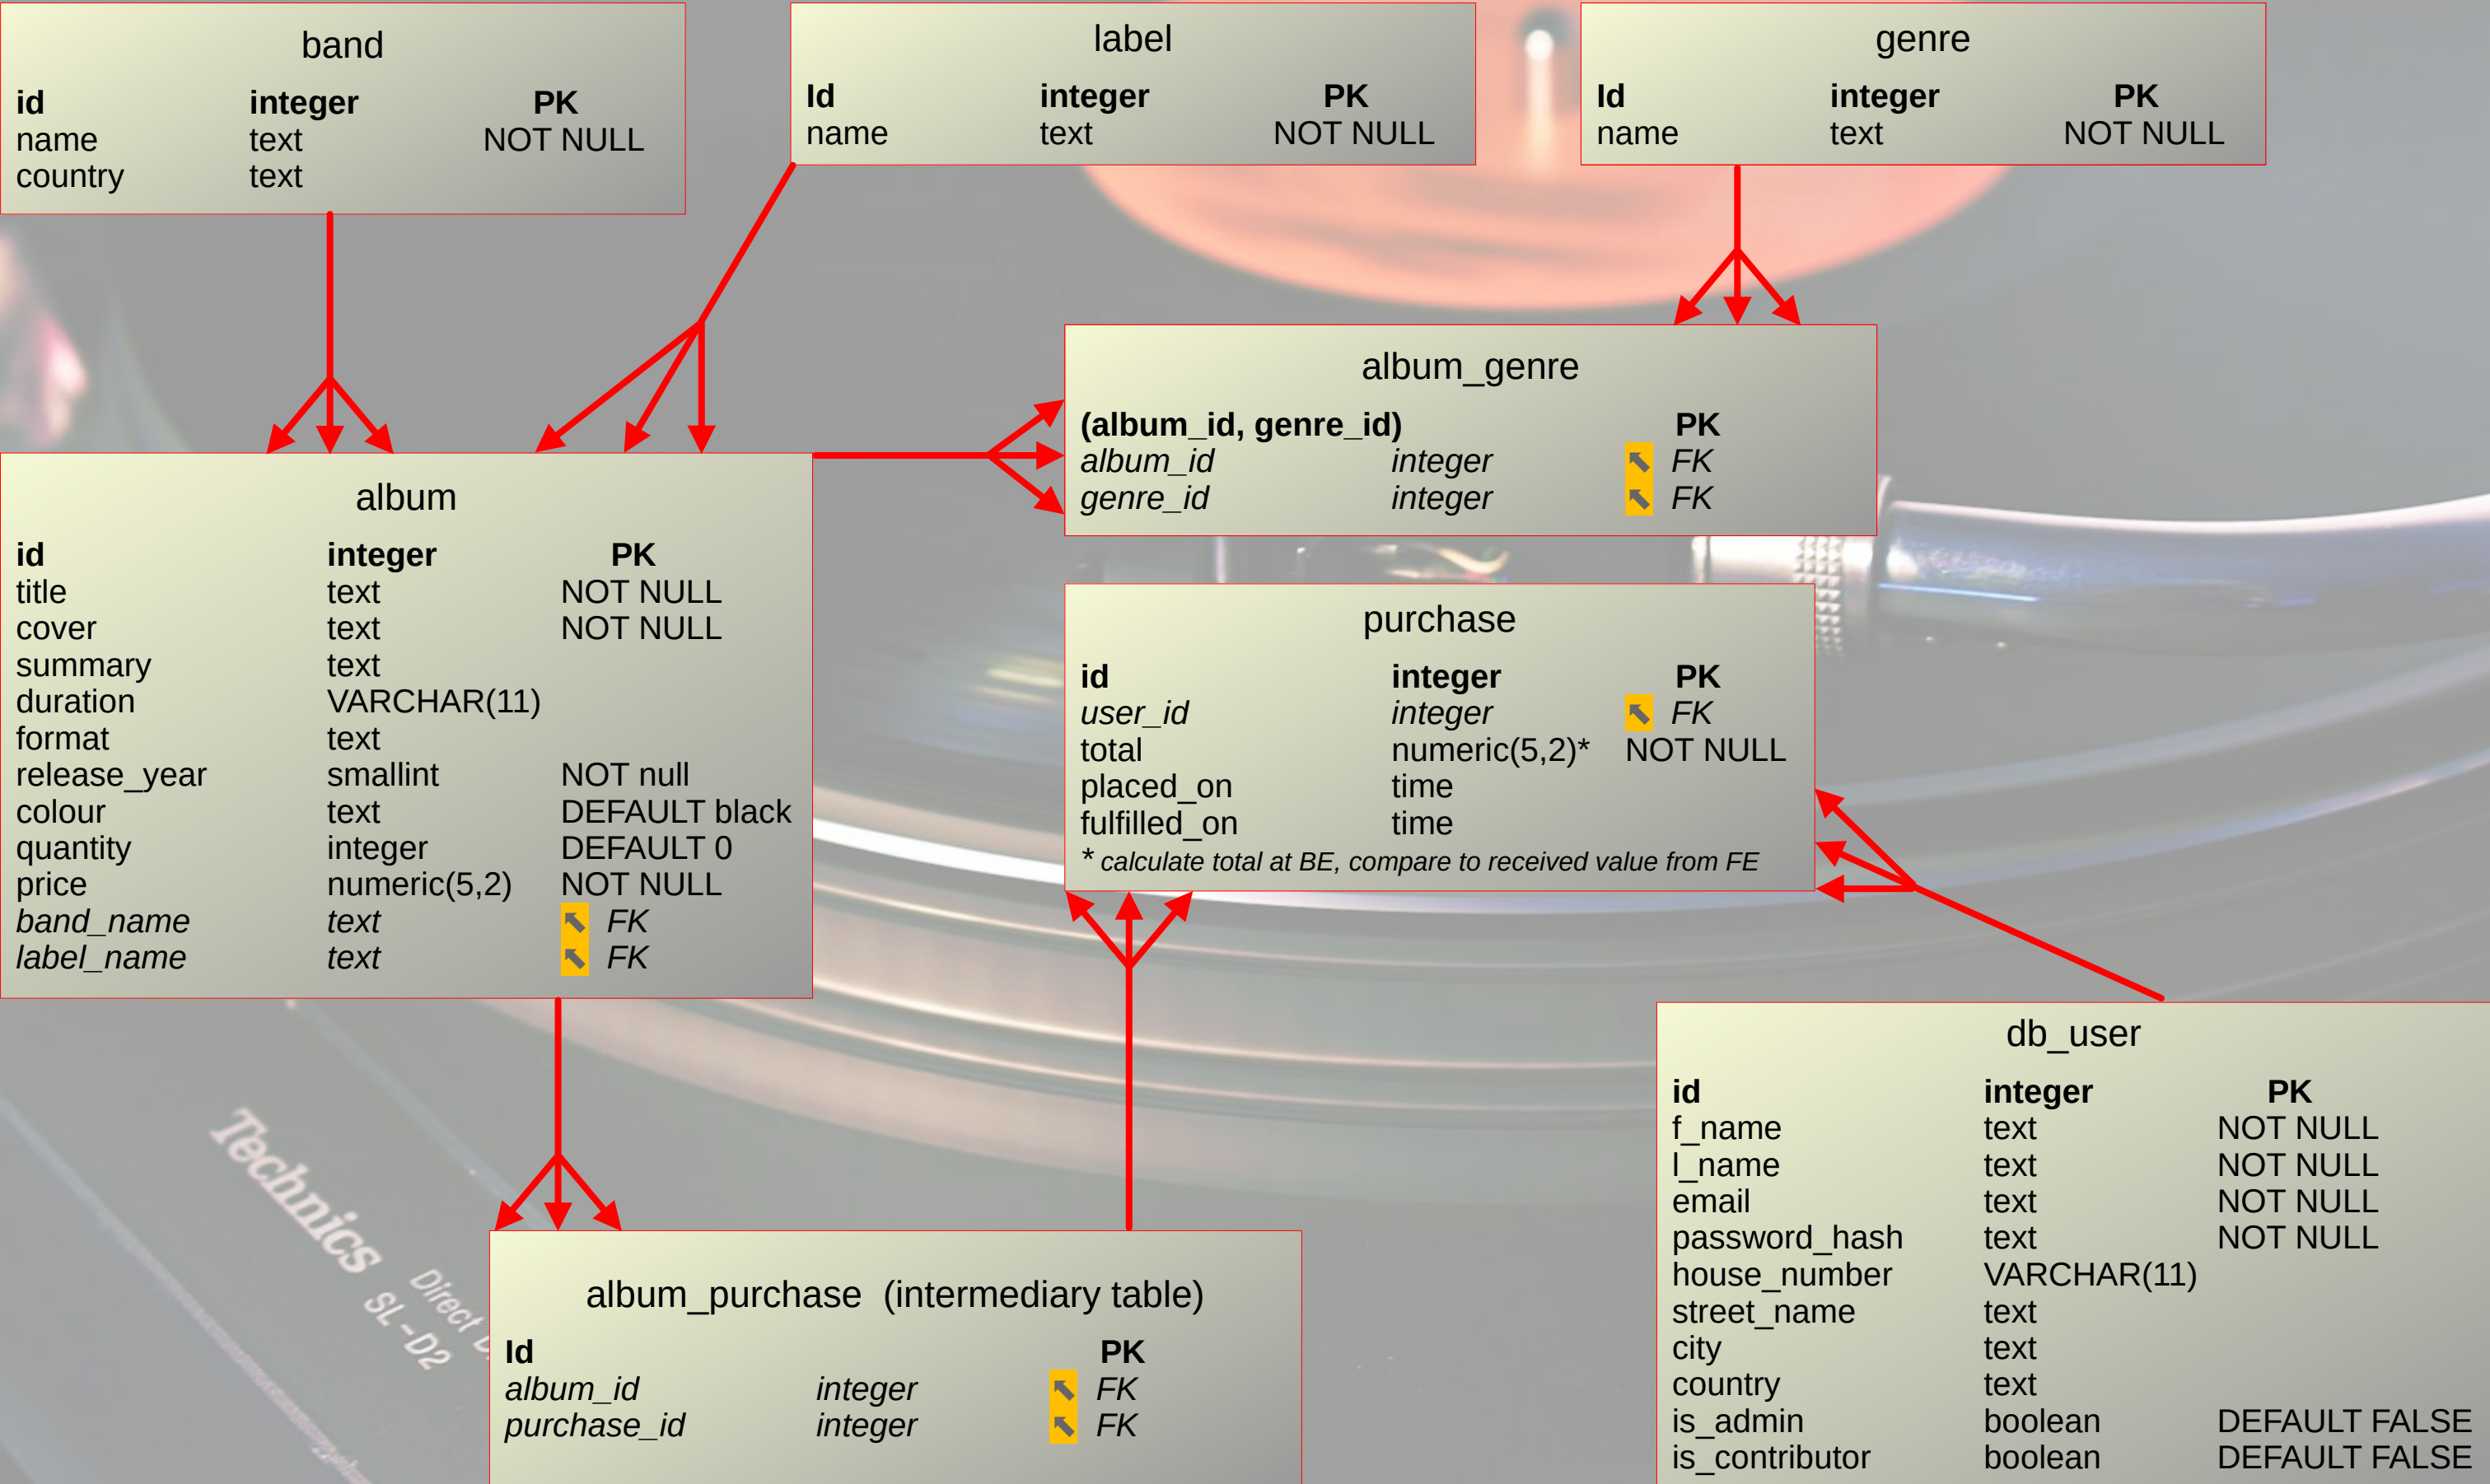 band
id integer PK
name text NOT NULL
country text
label
Id integer PK
name text NOT NULL
genre
Id integer PK
name text NOT NULL
album_genre
(album_id, genre_id) PK
album_id integer FK
genre_id integer FK
album
id integer PK
title text NOT NULL
cover text NOT NULL
summary text
duration VARCHAR(11)
format text
release_year smallint NOT null
colour text DEFAULT black
quantity integer DEFAULT 0
price numeric(5,2) NOT NULL
band_name text FK
label_name text FK
purchase
id integer PK
user_id integer FK
total numeric(5,2)* NOT NULL
placed_on time
fulfilled_on time
* calculate total at BE, compare to received value from FE
db_user
id integer PK
f_name text NOT NULL
l_name text NOT NULL
email text NOT NULL
password_hash text NOT NULL
house_number VARCHAR(11)
street_name text
city text
country text
is_admin boolean DEFAULT FALSE
is_contributor boolean DEFAULT FALSE
album_purchase (intermediary table)
Id PK
album_id integer FK
purchase_id integer FK
Technics
Direct
SL-D2